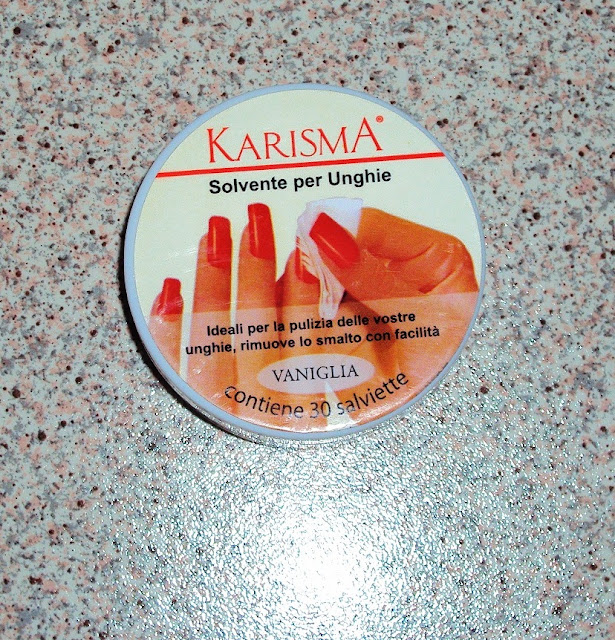 KARISMA®
Solvente per Unghie
Ideali per la pulizia delle vostre
unghie, rimuove lo smalto con facilità
VANIGLIA
contiene 30 salviette